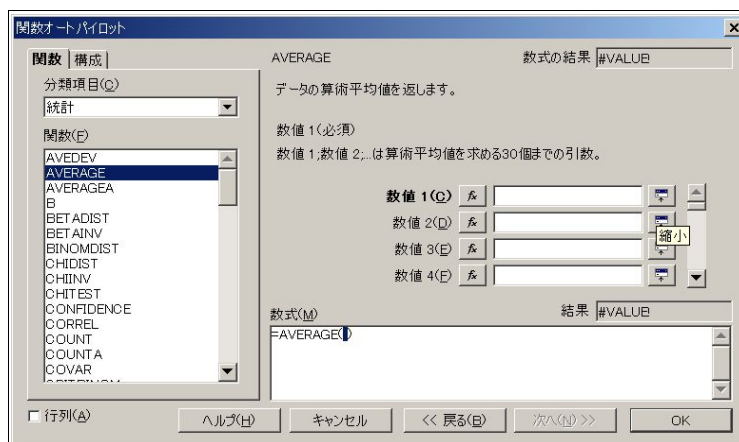 関数オートパイロット
関数 構成
分類項目(C)
統計
関数(F)
AVEDEV
AVERAGE
AVERAGEA
B
BETADIST
BETAINV
BINOMDIST
CHIDIST
CHIINV
CHITEST
CONFIDENCE
CORREL
COUNT
COUNTA
COVAR
AVERAGE 数式の結果 #VALUE!
データの算術平均値を返します。
数値 1(必須)
数値 1;数値 2;...は算術平均値を求める30個までの引数。
数値 1(C) fx
数値 2(D) fx
縮小
数値 3(E) fx
数値 4(F) fx
数式(M) 結果 #VALUE!
=AVERAGE()
行列(A) ヘルプ(H) キャンセル << 戻る(B) 次へ(N) >> OK